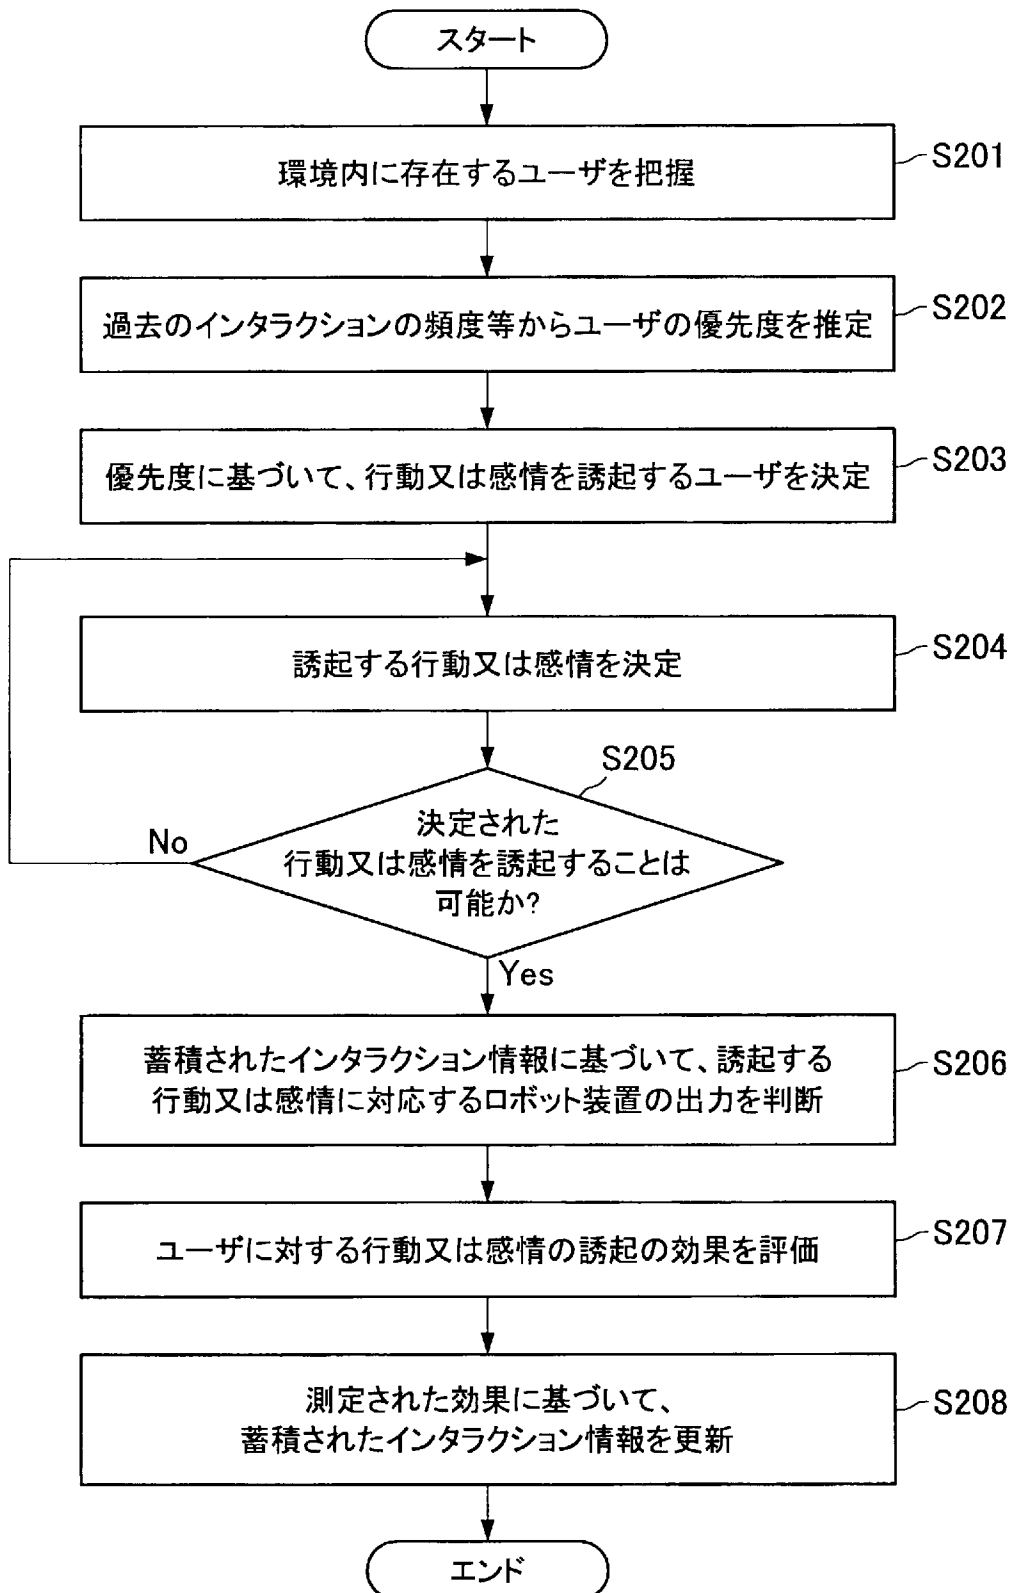 スタート
環境内に存在するユーザを把握
S201
過去のインタラクションの頻度等からユーザの優先度を推定
S202
優先度に基づいて、行動又は感情を誘起するユーザを決定
S203
誘起する行動又は感情を決定
S204
S205
決定された
行動又は感情を誘起することは
可能か?
No
Yes
蓄積されたインタラクション情報に基づいて、誘起する
行動又は感情に対応するロボット装置の出力を判断
S206
ユーザに対する行動又は感情の誘起の効果を評価
S207
測定された効果に基づいて、
蓄積されたインタラクション情報を更新
S208
エンド